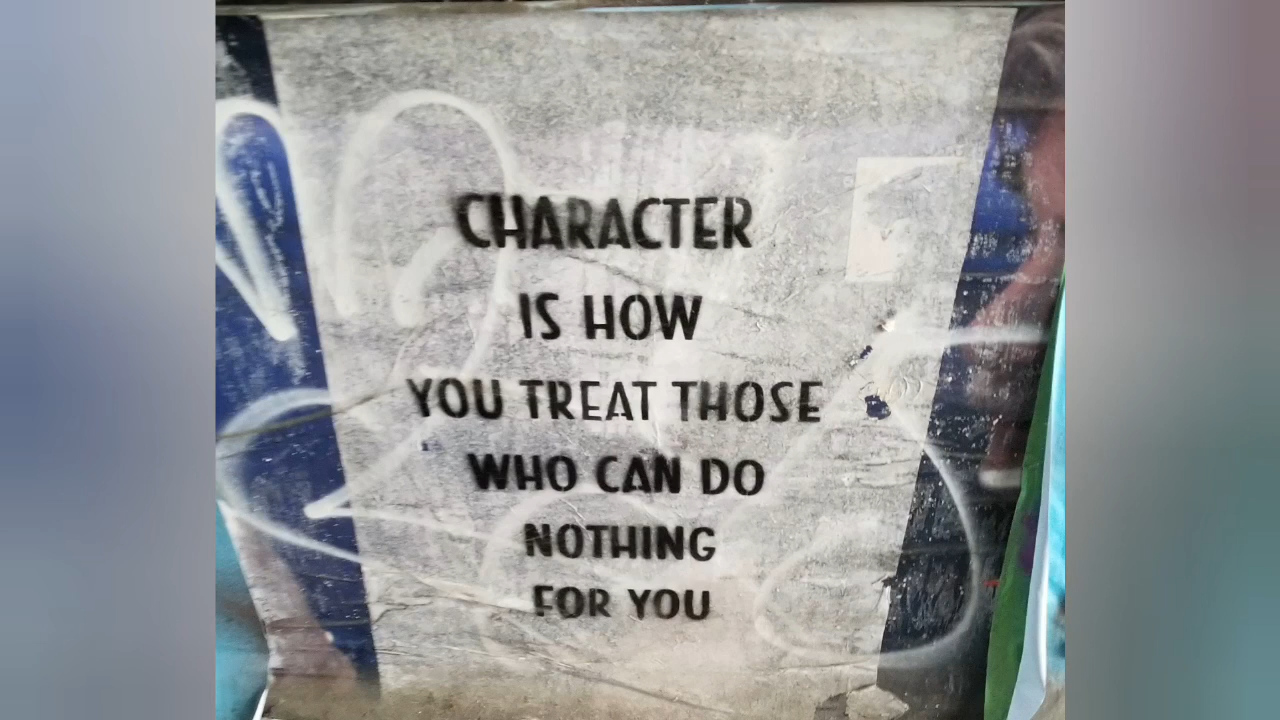 CHARACTER
IS HOW
YOU TREAT THOSE
WHO CAN DO
NOTHING
FOR YOU